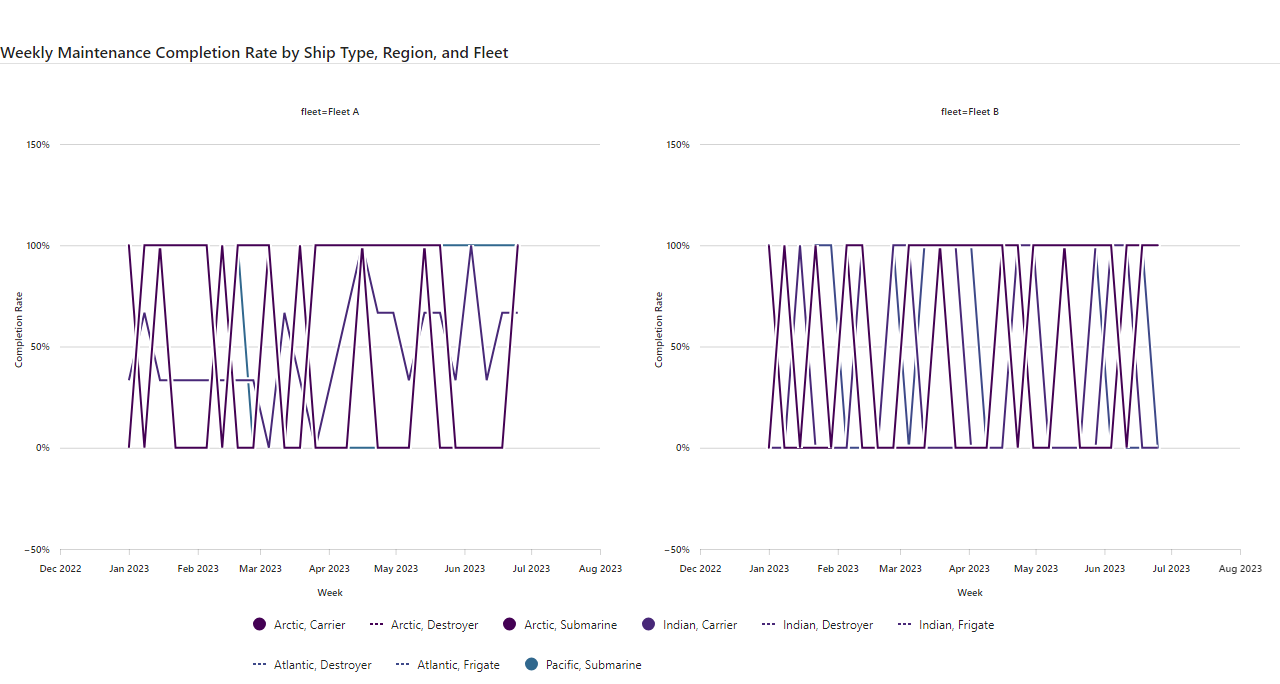 Weekly Maintenance Completion Rate by Ship Type, Region, and Fleet
fleet=Fleet A
fleet=Fleet B
150%
100%
50%
0%
−50%
Completion Rate
Dec 2022 Jan 2023 Feb 2023 Mar 2023 Apr 2023 May 2023 Jun 2023 Jul 2023 Aug 2023
Week
150%
100%
50%
0%
−50%
Completion Rate
Dec 2022 Jan 2023 Feb 2023 Mar 2023 Apr 2023 May 2023 Jun 2023 Jul 2023 Aug 2023
Week
Arctic, Carrier Arctic, Destroyer Arctic, Submarine Indian, Carrier Indian, Destroyer Indian, Frigate
Atlantic, Destroyer Atlantic, Frigate Pacific, Submarine